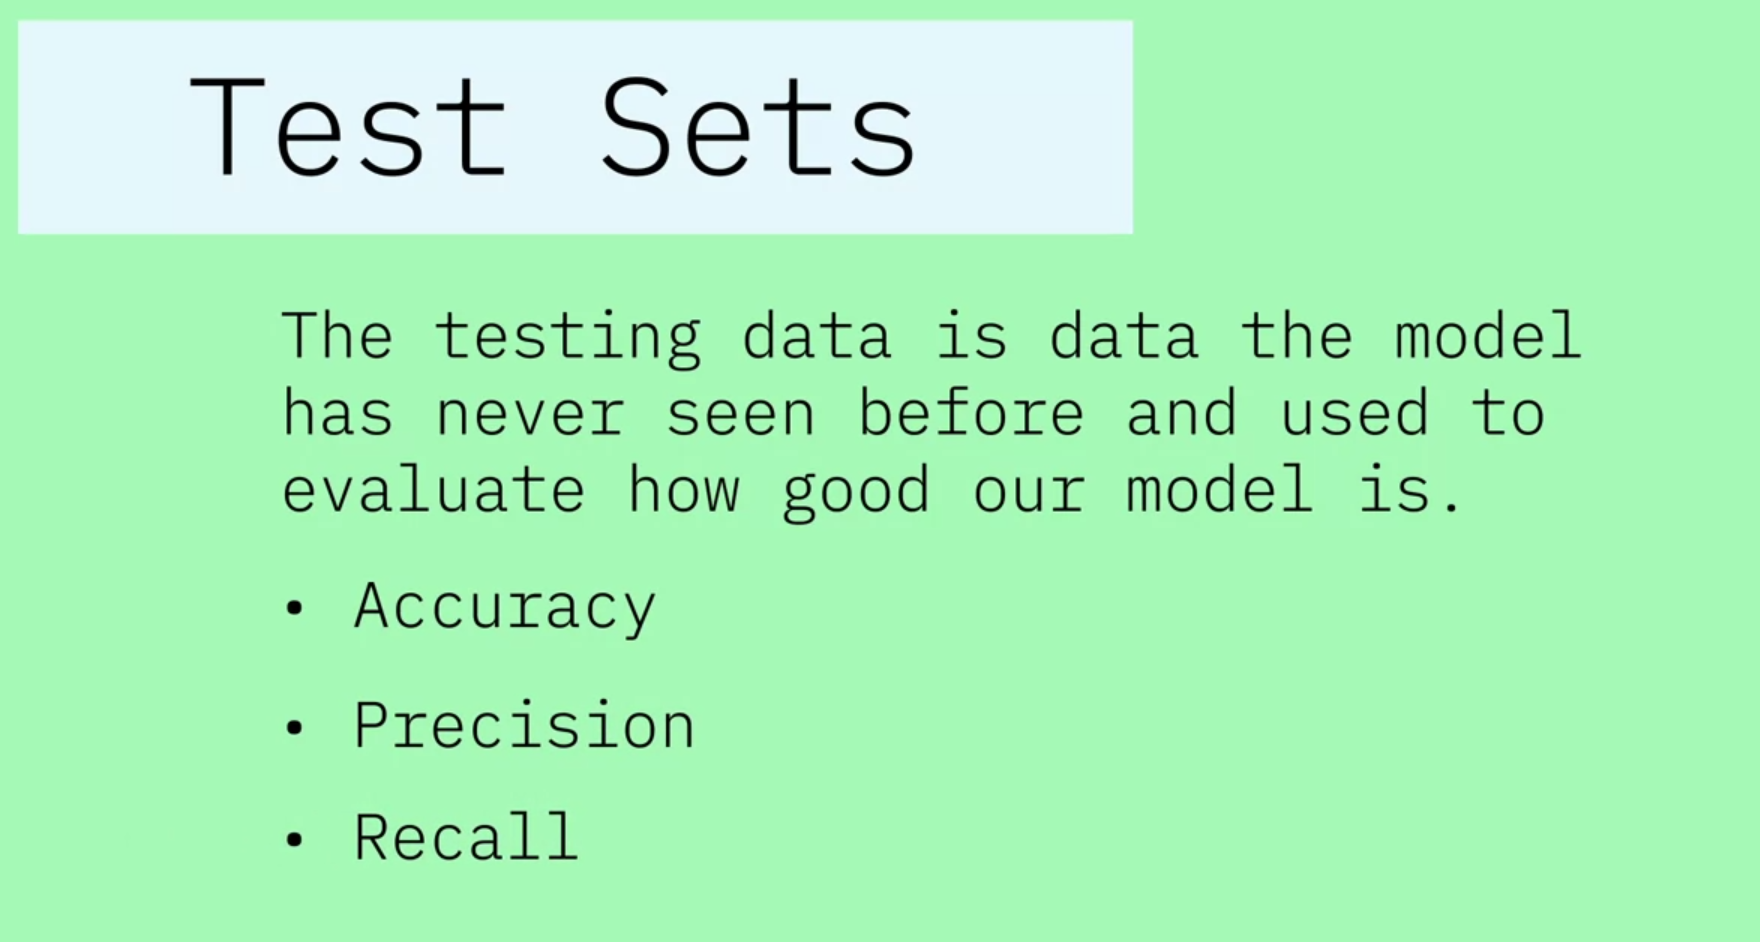 Test Sets
The testing data is data the model
has never seen before and used to
evaluate how good our model is.
• Accuracy
• Precision
• Recall